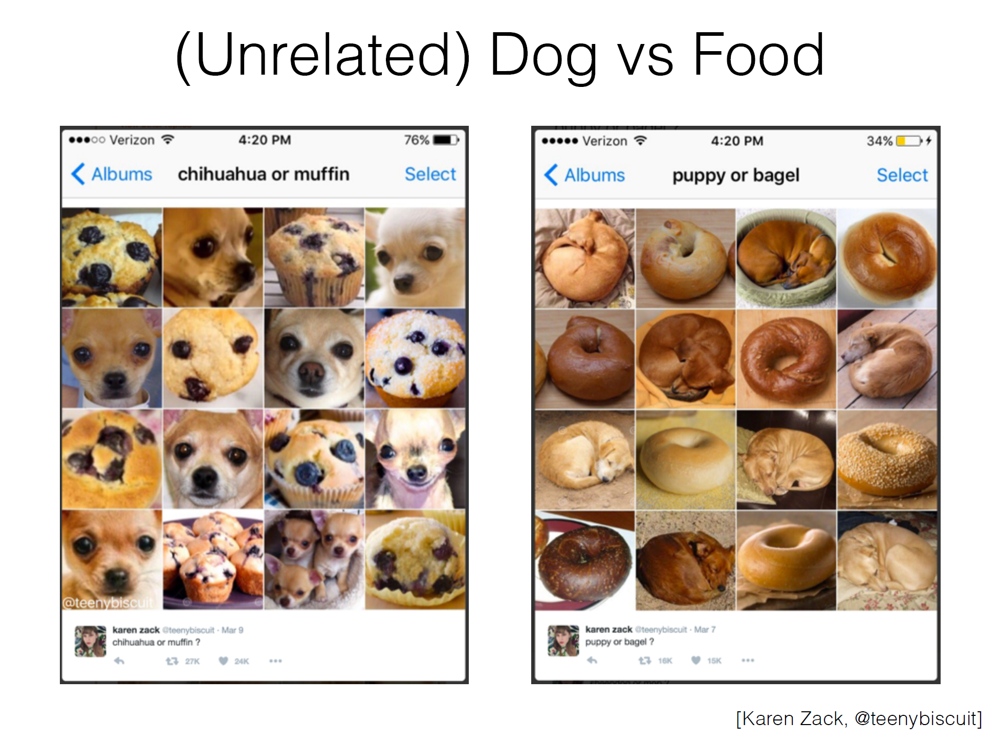 (Unrelated) Dog vs Food
Verizon 4:20 PM 76%
Albums chihuahua or muffin Select
@teenybiscuit
karen zack @teenybiscuit · Mar 9
chihuahua or muffin ?
27K 24K
Verizon 4:20 PM 34%
Albums puppy or bagel Select
karen zack @teenybiscuit · Mar 7
puppy or bagel ?
16K 15K
[Karen Zack, @teenybiscuit]